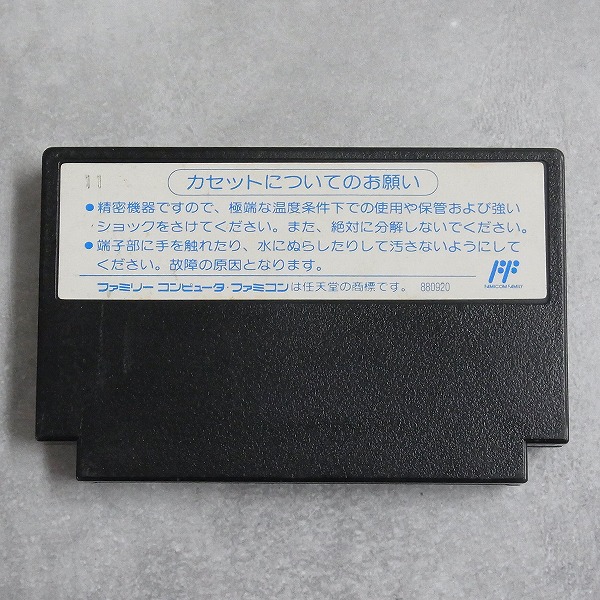 11
カセットについてのお願い
●精密機器ですので、極端な温度条件下での使用や保管および強い
ショックをさけてください。また、絶対に分解しないでください。
●端子部に手を触れたり、水にぬらしたりして汚さないようにして
ください。故障の原因となります。
ファミリーコンピュータ・ファミコンは任天堂の商標です。 880920
FF
FAMICOM FAMILY